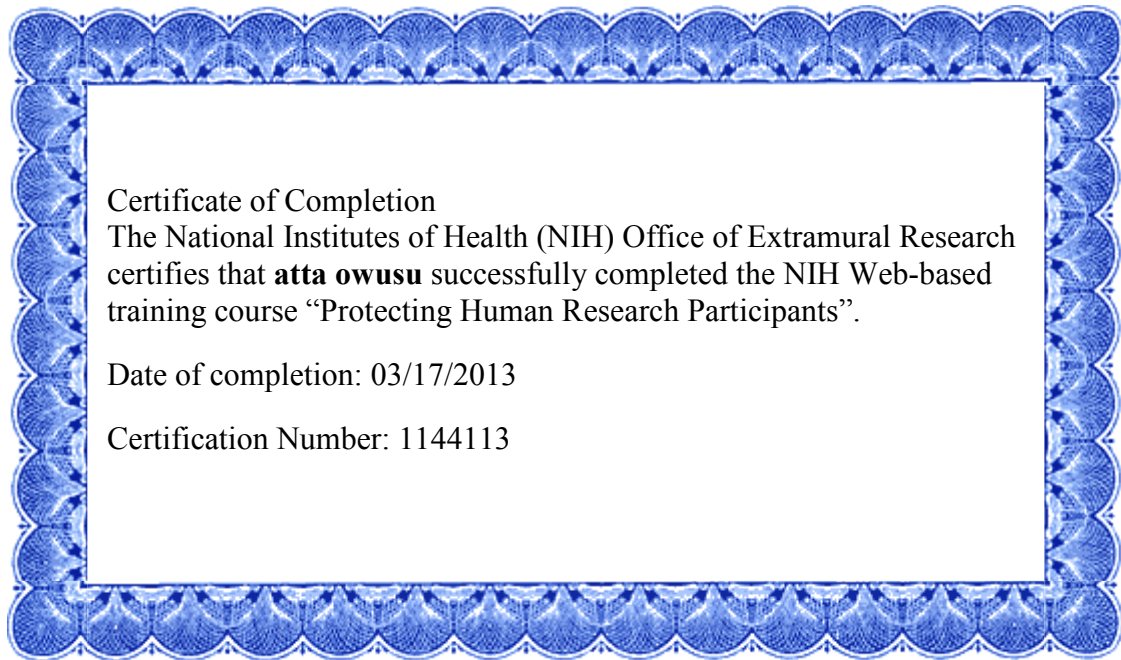 Certificate of Completion
The National Institutes of Health (NIH) Office of Extramural Research
certifies that atta owusu successfully completed the NIH Web-based
training course “Protecting Human Research Participants”.
Date of completion: 03/17/2013
Certification Number: 1144113